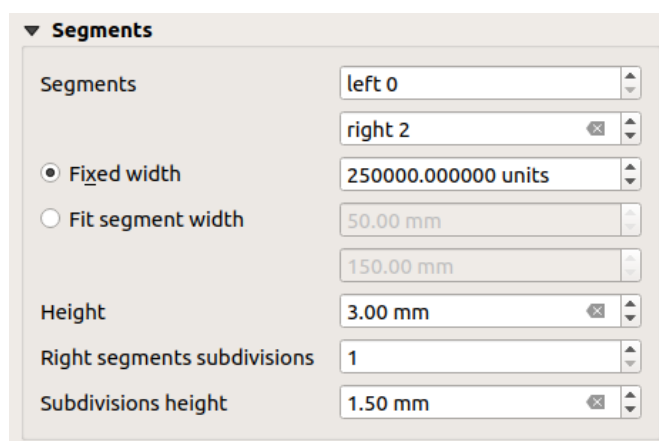 Segments
Segments left 0
right 2
Fixed width 250000.000000 units
Fit segment width 50.00 mm
150.00 mm
Height 3.00 mm
Right segments subdivisions 1
Subdivisions height 1.50 mm